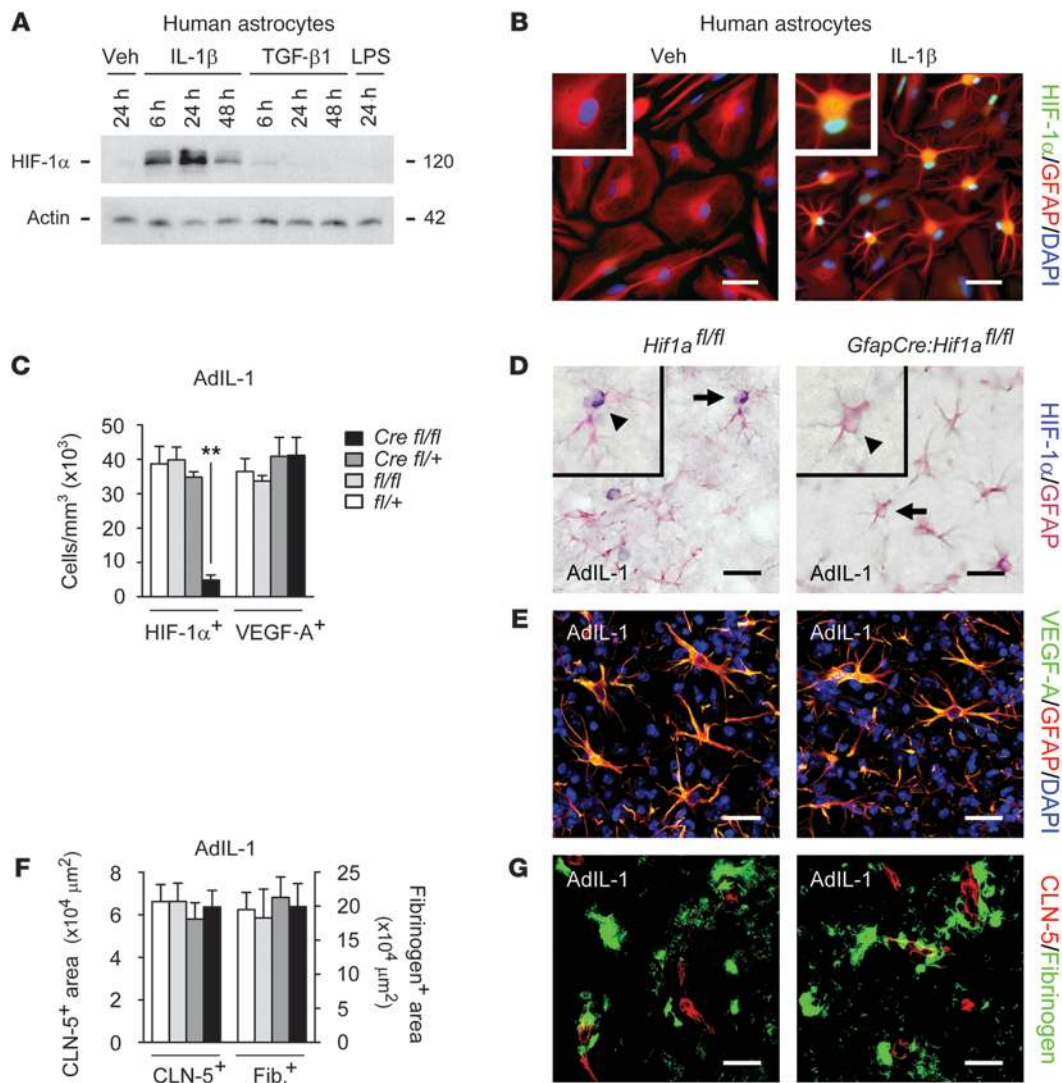 A
Human astrocytes
Veh IL-1β TGF-β1 LPS
24 h 6 h 24 h 48 h 6 h 24 h 48 h 24 h
HIF-1α 120
Actin 42
B
Human astrocytes
Veh IL-1β
HIF-1α/GFAP/DAPI
C
AdIL-1
Cells/mm³ (x10³)
50
40
30
20
10
0
**
HIF-1α⁺ VEGF-A⁺
Cre fl/fl
Cre fl/+
fl/fl
fl/+
D
Hif1a fl/fl GfapCre:Hif1a fl/fl
AdIL-1 AdIL-1
HIF-1α/GFAP
E
AdIL-1 AdIL-1
VEGF-A/GFAP/DAPI
F
AdIL-1
CLN-5⁺ area (x10⁴ μm²)
8
6
4
2
0
25
20
15
10
5
0
Fibrinogen⁺ area
(x10⁴ μm²)
CLN-5⁺ Fib.⁺
G
AdIL-1 AdIL-1
CLN-5/Fibrinogen